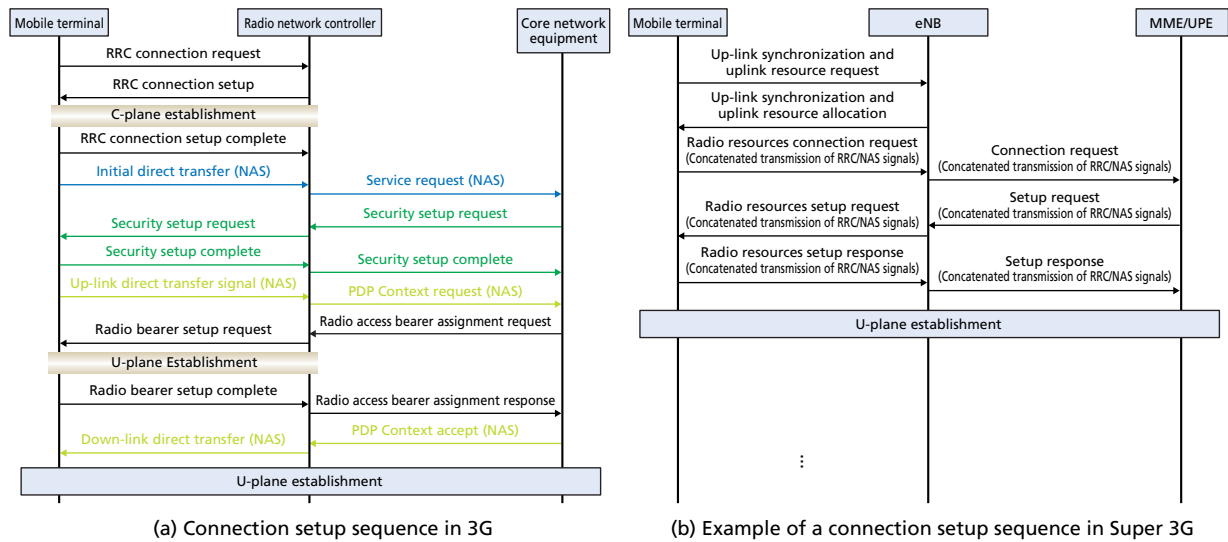 Mobile terminal
Radio network controller
Core network
equipment
RRC connection request
RRC connection setup
C-plane establishment
RRC connection setup complete
Initial direct transfer (NAS)
Service request (NAS)
Security setup request
Security setup request
Security setup complete
Security setup complete
Up-link direct transfer signal (NAS)
PDP Context request (NAS)
Radio access bearer assignment request
Radio bearer setup request
U-plane Establishment
Radio bearer setup complete
Radio access bearer assignment response
PDP Context accept (NAS)
Down-link direct transfer (NAS)
U-plane establishment
(a) Connection setup sequence in 3G
Mobile terminal
eNB
MME/UPE
Up-link synchronization and
uplink resource request
Up-link synchronization and
uplink resource allocation
Radio resources connection request
(Concatenated transmission of RRC/NAS signals)
Connection request
(Concatenated transmission of RRC/NAS signals)
Setup request
(Concatenated transmission of RRC/NAS signals)
Radio resources setup request
(Concatenated transmission of RRC/NAS signals)
Radio resources setup response
(Concatenated transmission of RRC/NAS signals)
Setup response
(Concatenated transmission of RRC/NAS signals)
U-plane establishment
⋮
(b) Example of a connection setup sequence in Super 3G